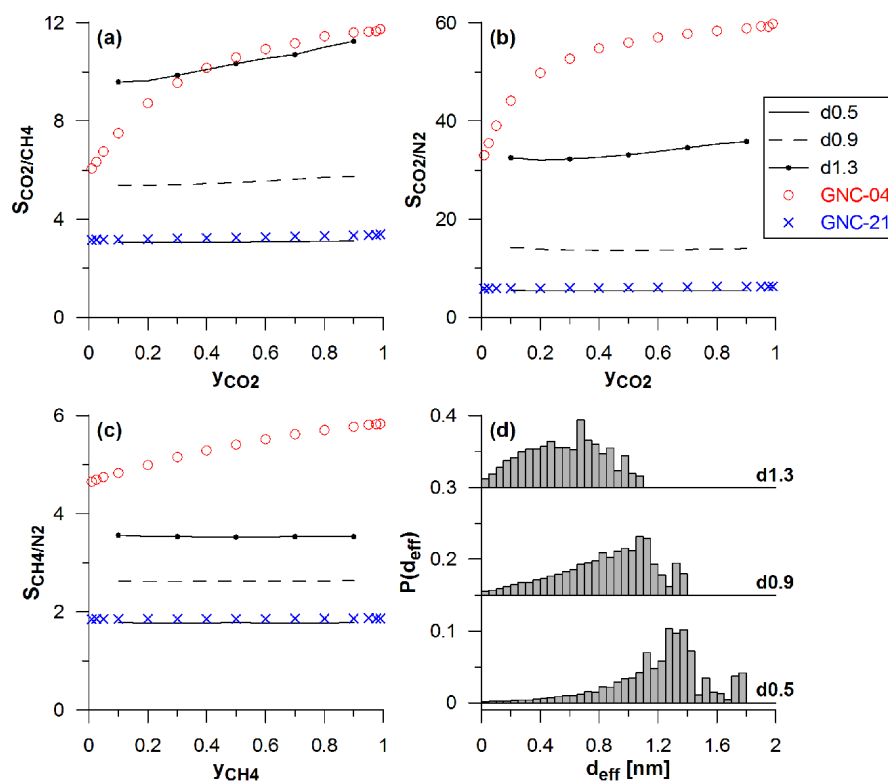 (a)
12
8
4
0
S_CO2/CH4
0 0.2 0.4 0.6 0.8 1
y_CO2
(b)
60
40
20
0
S_CO2/N2
0 0.2 0.4 0.6 0.8 1
y_CO2
d0.5
d0.9
d1.3
GNC-04
GNC-21
(c)
6
4
2
0
S_CH4/N2
0 0.2 0.4 0.6 0.8 1
y_CH4
(d)
0.4
0.3
0.2
0.1
0
P(d_eff)
d1.3
d0.9
d0.5
0 0.4 0.8 1.2 1.6 2
d_eff [nm]